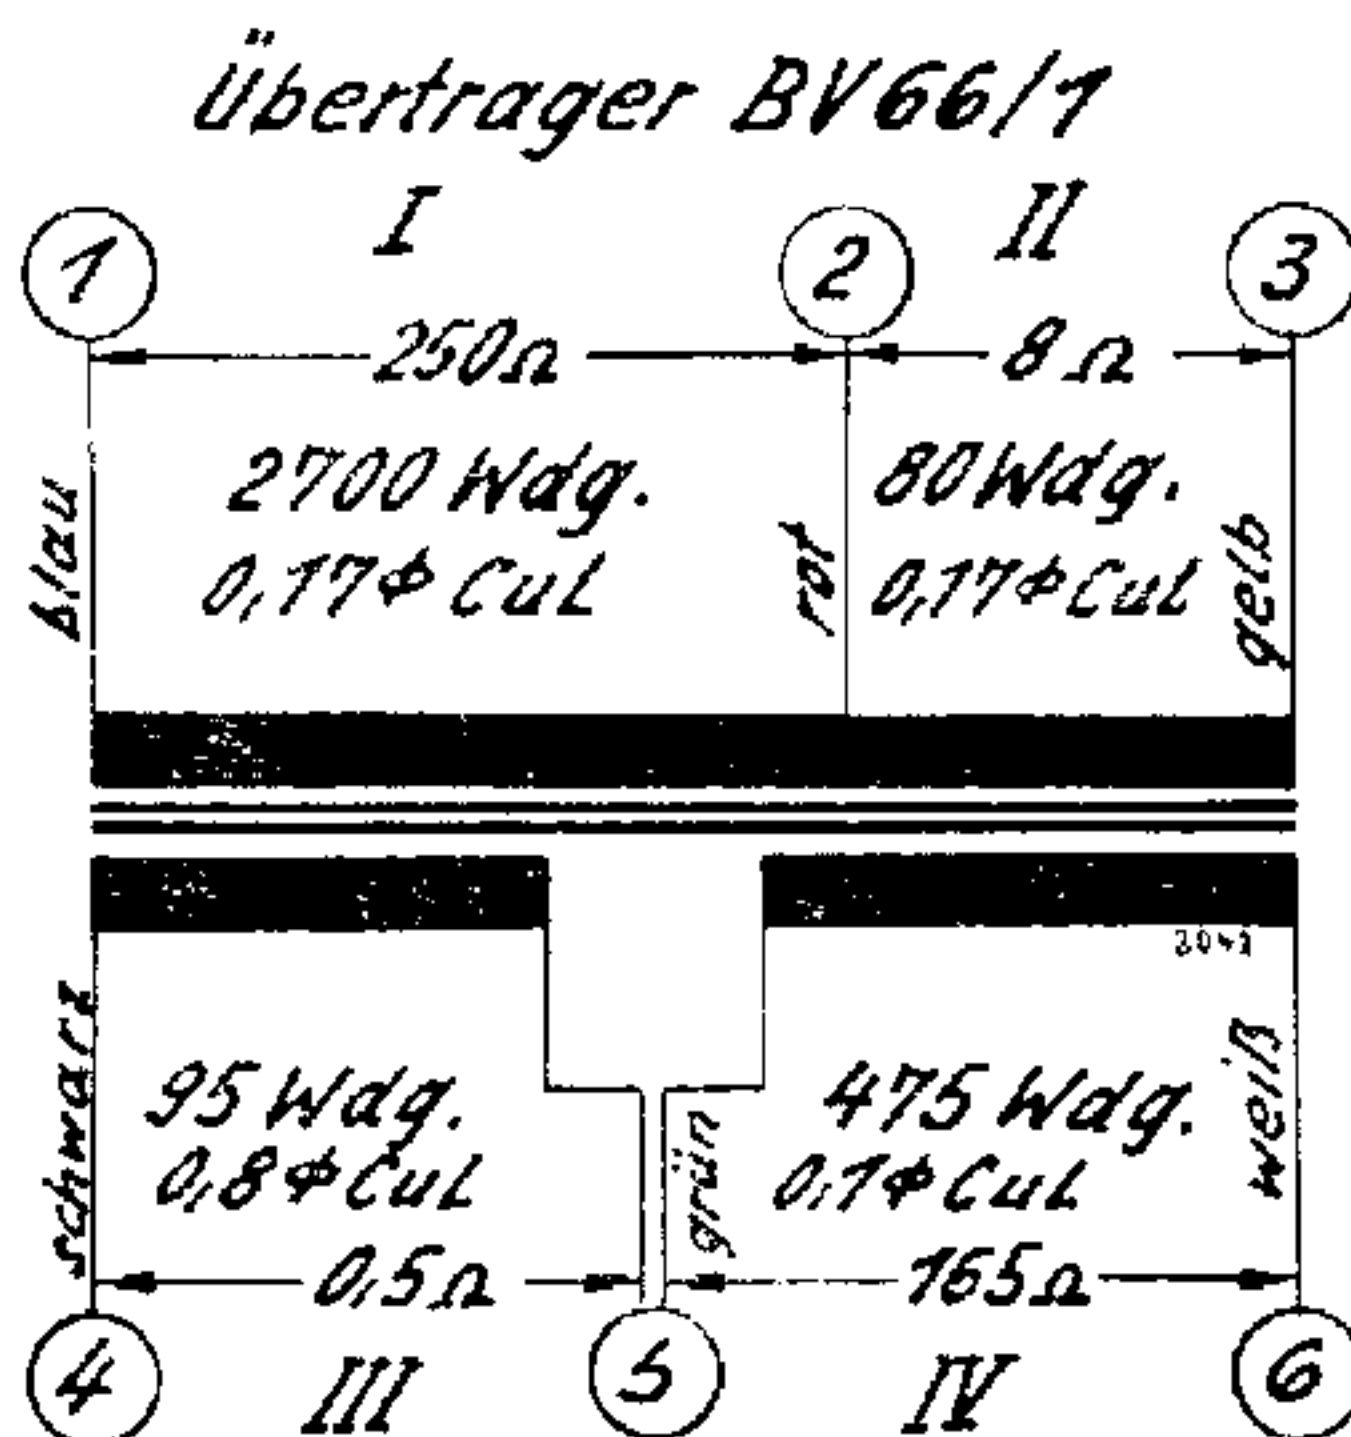 Übertrager BV66/1
I II
1 2 3
250Ω 8Ω
2700 Wdg. 80 Wdg.
0,17⌀ CuL 0,17⌀ CuL
blau rot gelb
schwarz grün weiß
95 Wdg. 475 Wdg.
0,8⌀ CuL 0,1⌀ CuL
0,5Ω 165Ω
4 5 6
III IV